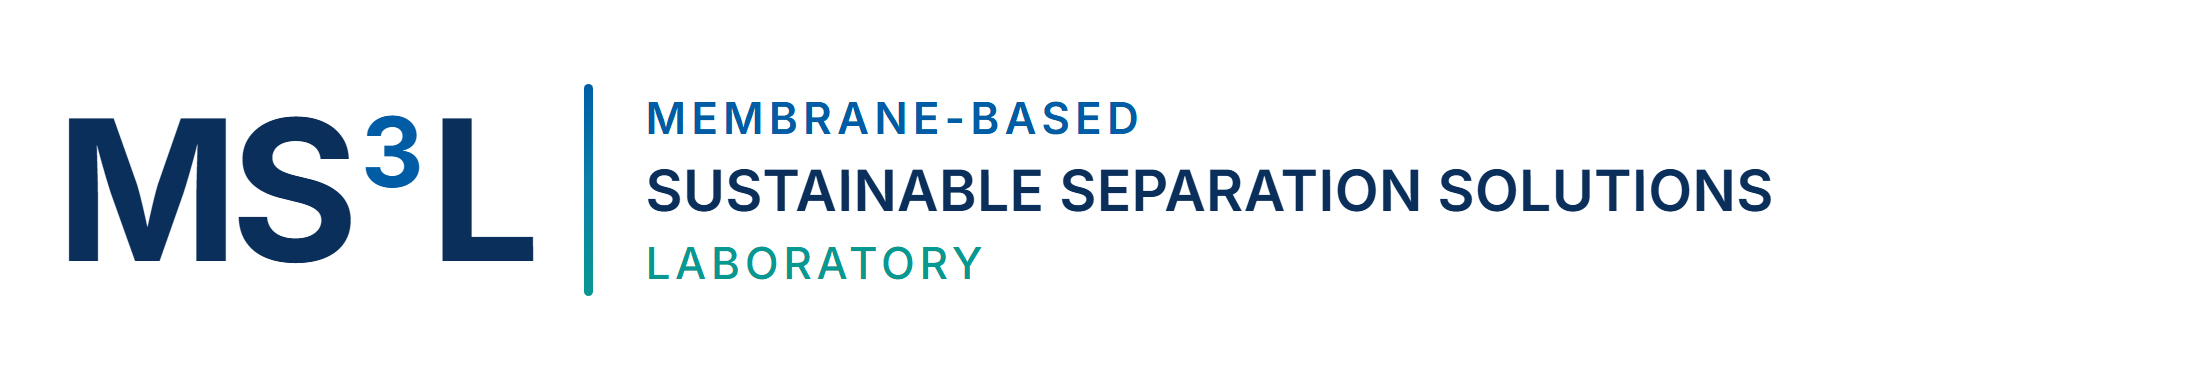 MS³L
MEMBRANE-BASED
SUSTAINABLE SEPARATION SOLUTIONS
LABORATORY